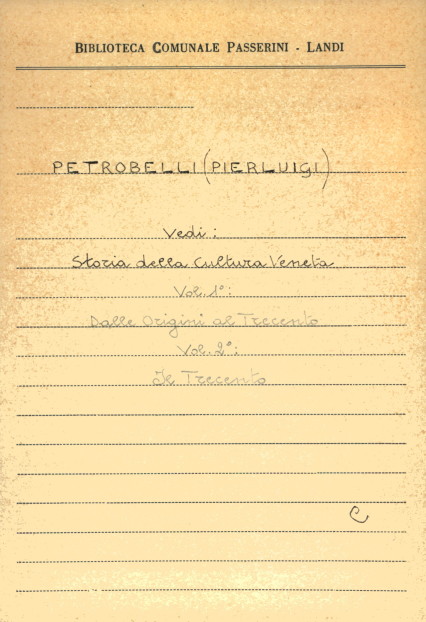 BIBLIOTECA COMUNALE PASSERINI - LANDI
PETROBELLI (PIERLUIGI)
Vedi:
Storia della Cultura Veneta
Vol. 1°:
Dalle Origini al Trecento
Vol. 2°:
Il Trecento
C